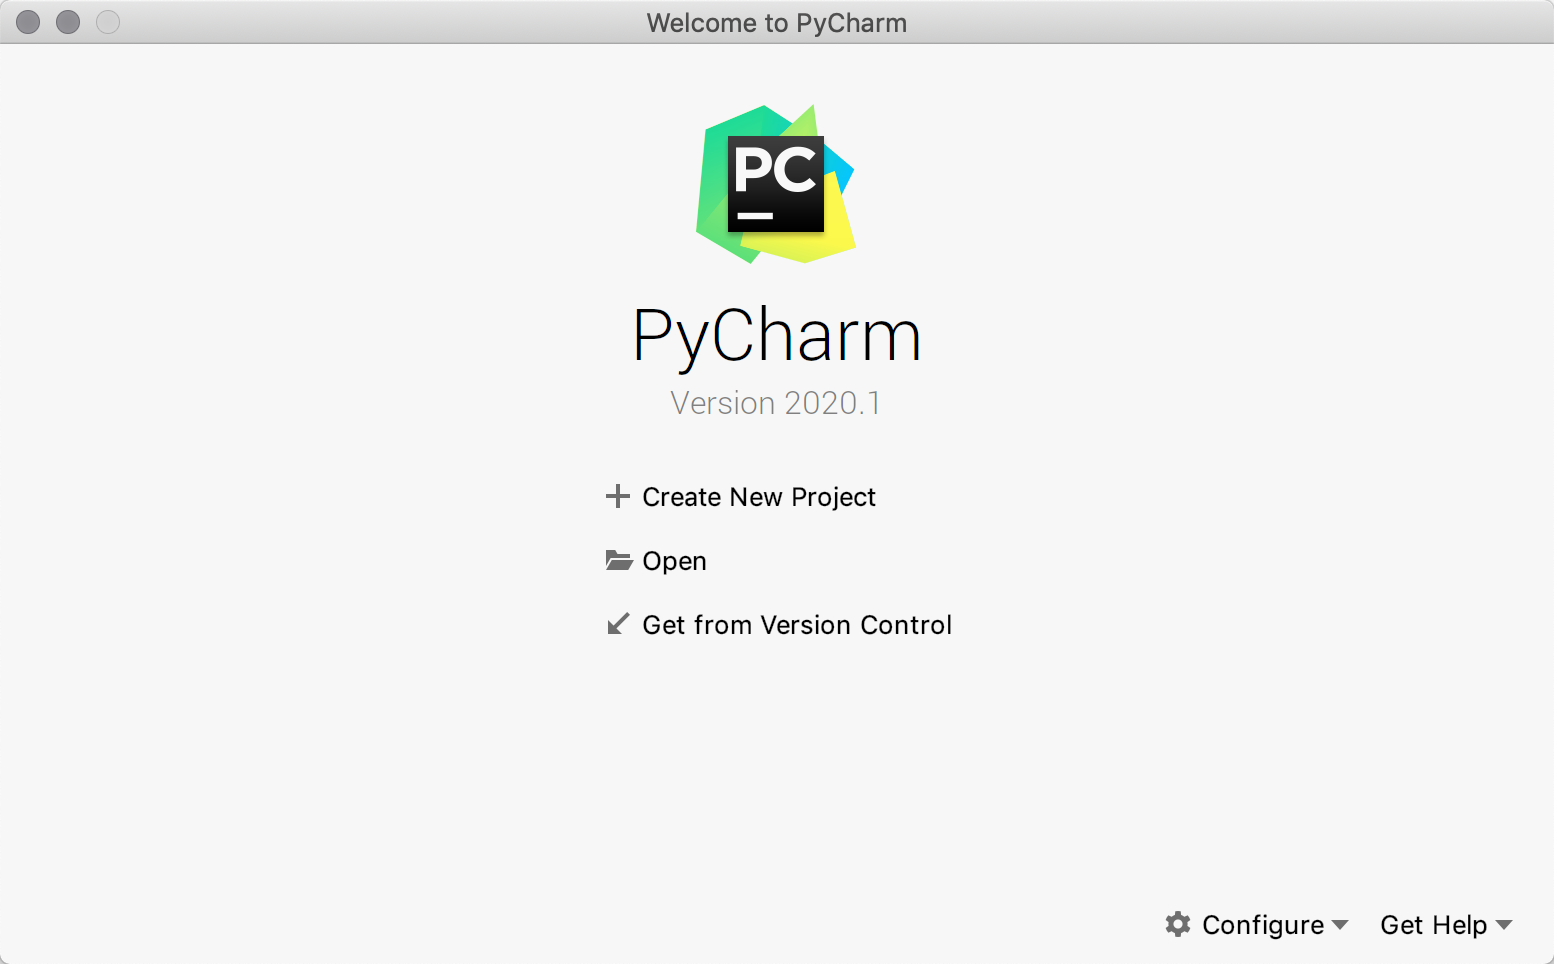 Welcome to PyCharm
PC
PyCharm
Version 2020.1
Create New Project
Open
Get from Version Control
Configure
Get Help